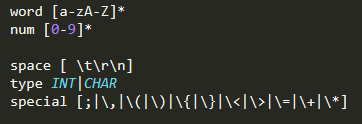 word [a-zA-Z]*
num [0-9]*
space [ \t\r\n]
type INT|CHAR
special [;|\,|\(|\)|\{|\}|\<|\>|\=|\+|\*]